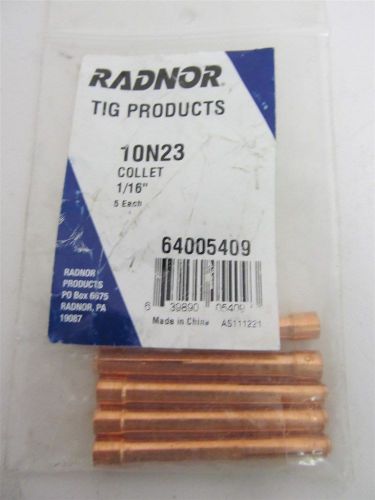 RADNOR
TIG PRODUCTS
10N23
COLLET
1/16"
5 Each
64005409
RADNOR
PRODUCTS
PO Box 6675
RADNOR, PA
19087
6 39890 05409
Made in China AS111221